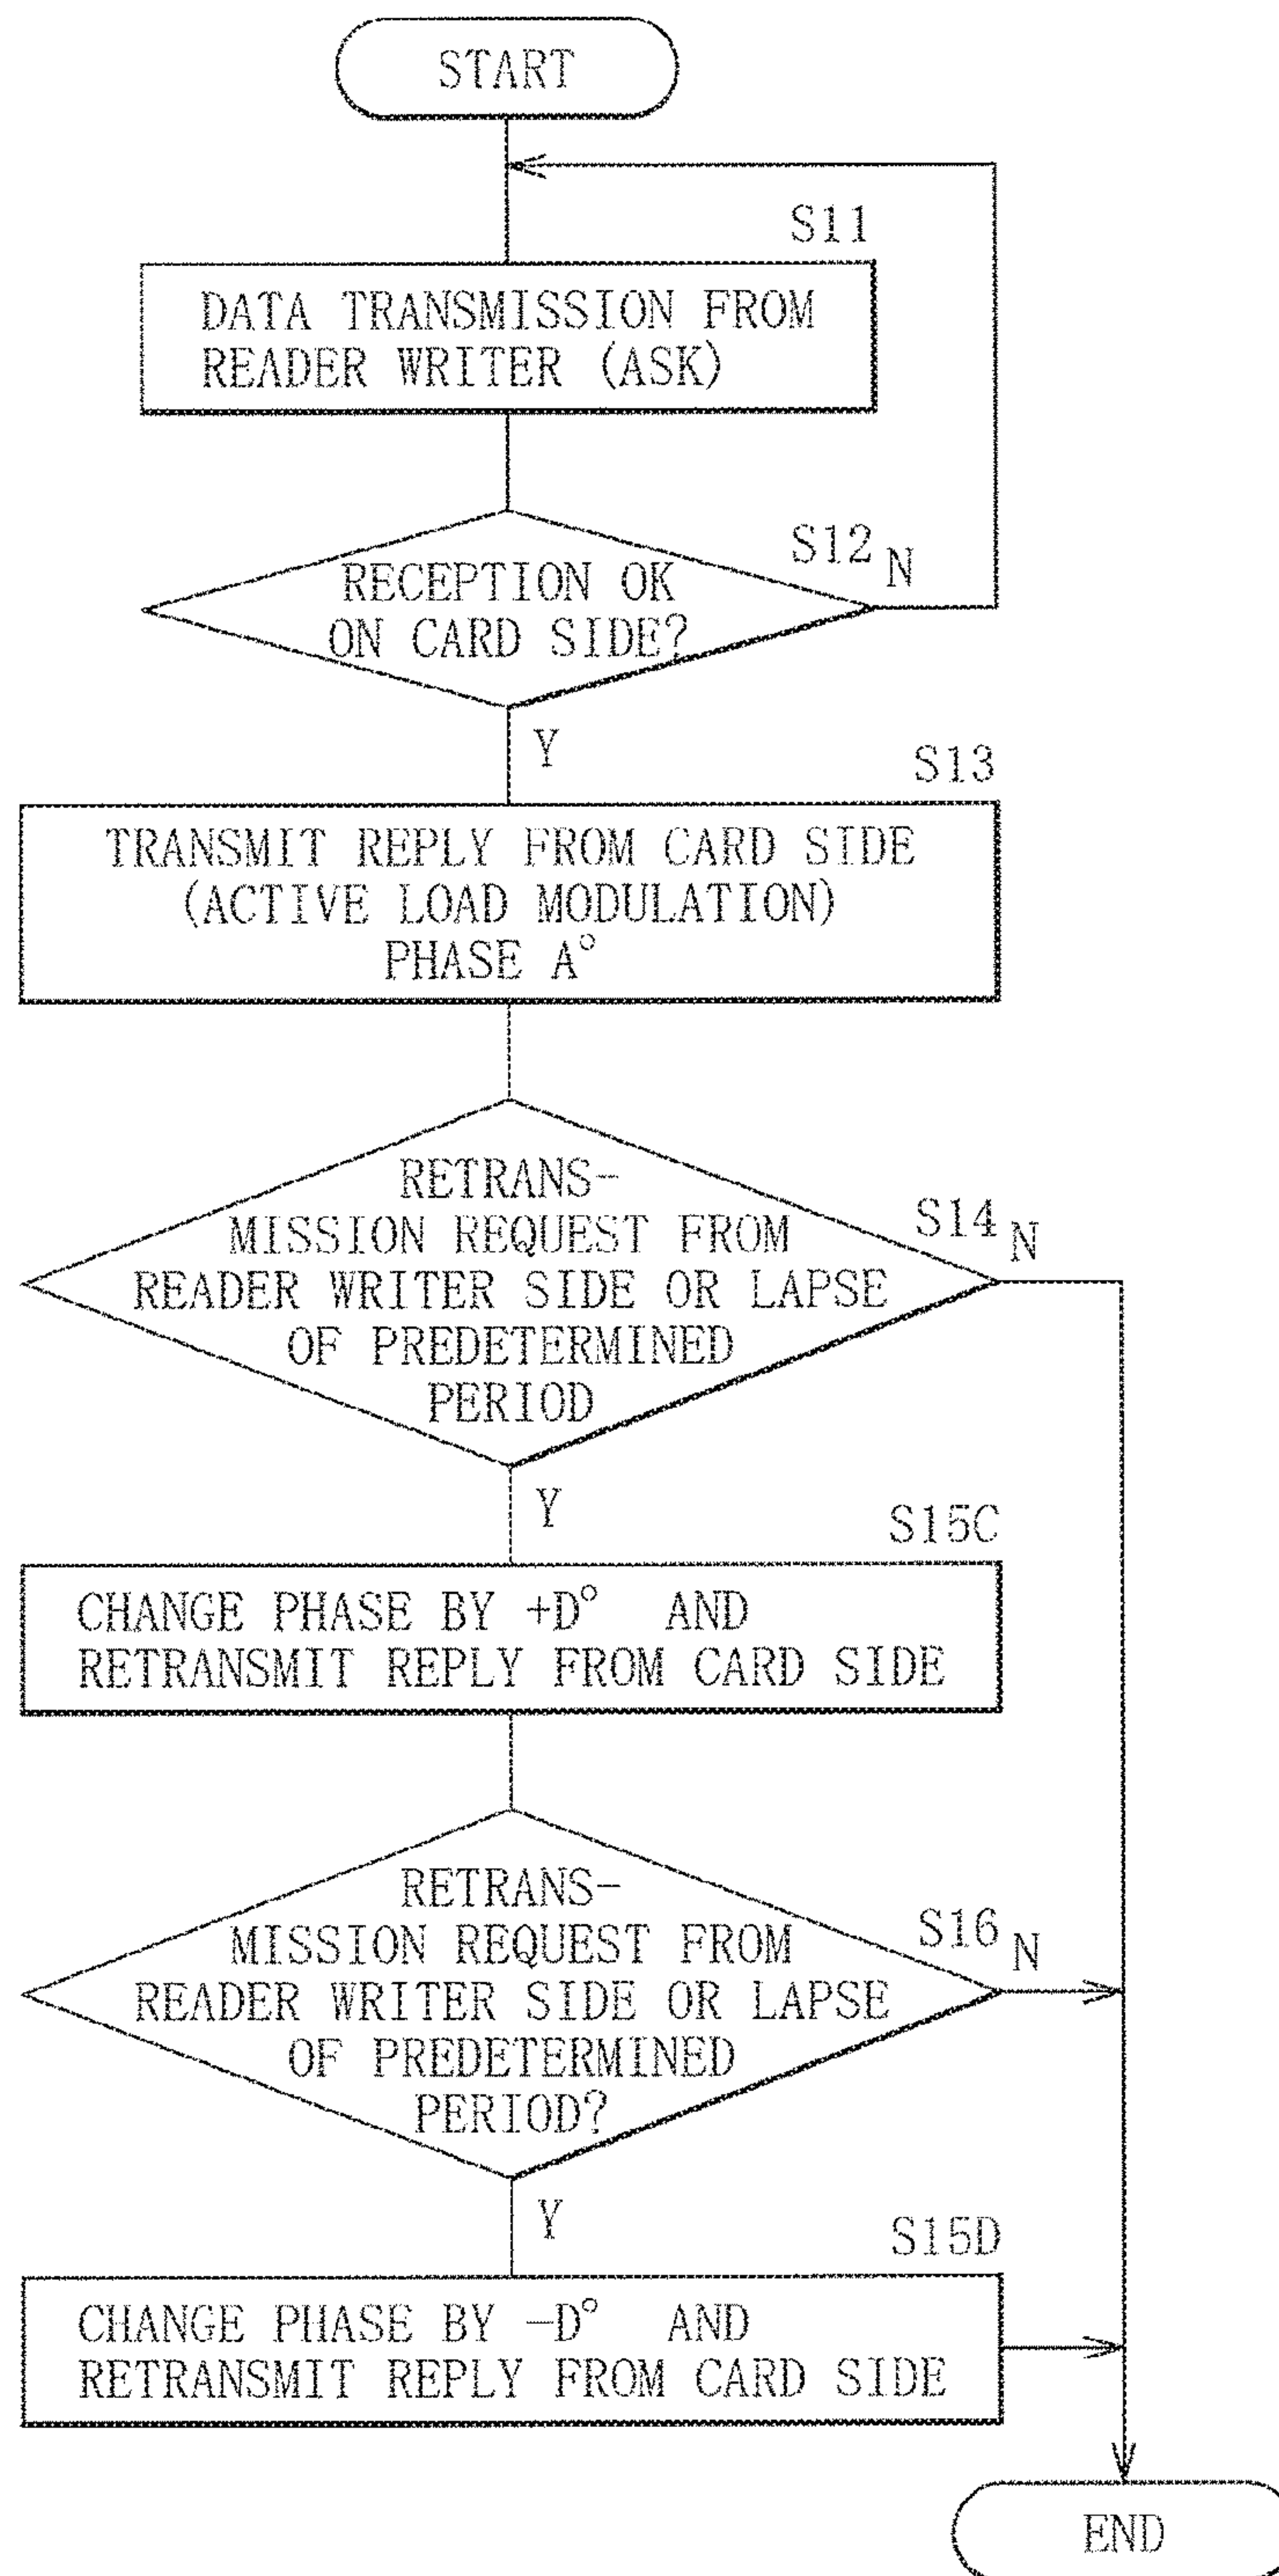 START
S11
DATA TRANSMISSION FROM
READER WRITER (ASK)
S12
N
RECEPTION OK
ON CARD SIDE?
Y
S13
TRANSMIT REPLY FROM CARD SIDE
(ACTIVE LOAD MODULATION)
PHASE A°
RETRANS-
MISSION REQUEST FROM
READER WRITER SIDE OR LAPSE
OF PREDETERMINED
PERIOD
S14
N
Y
S15C
CHANGE PHASE BY +D° AND
RETRANSMIT REPLY FROM CARD SIDE
RETRANS-
MISSION REQUEST FROM
READER WRITER SIDE OR LAPSE
OF PREDETERMINED
PERIOD?
S16
N
Y
S15D
CHANGE PHASE BY −D° AND
RETRANSMIT REPLY FROM CARD SIDE
END